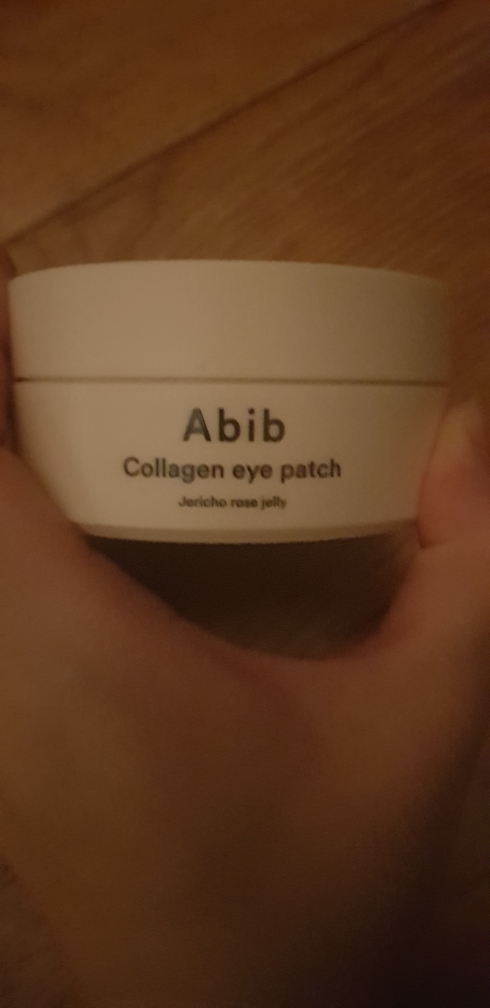 Abib
Collagen eye patch
Jericho rose jelly